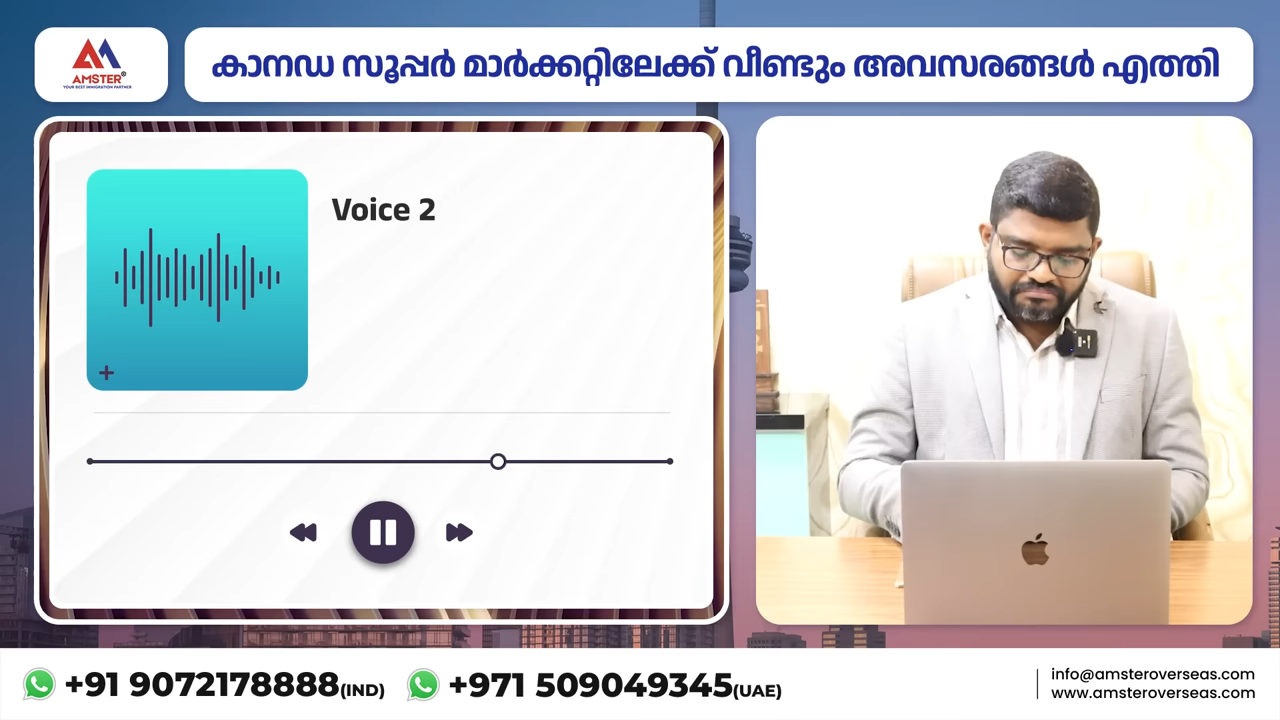 AMSTER®
YOUR BEST IMMIGRATION PARTNER
കാനഡ സൂപ്പർ മാർക്കറ്റിലേക്ക് വീണ്ടും അവസരങ്ങൾ എത്തി
Voice 2
+91 9072178888(IND)
+971 509049345(UAE)
info@amsteroverseas.com
www.amsteroverseas.com